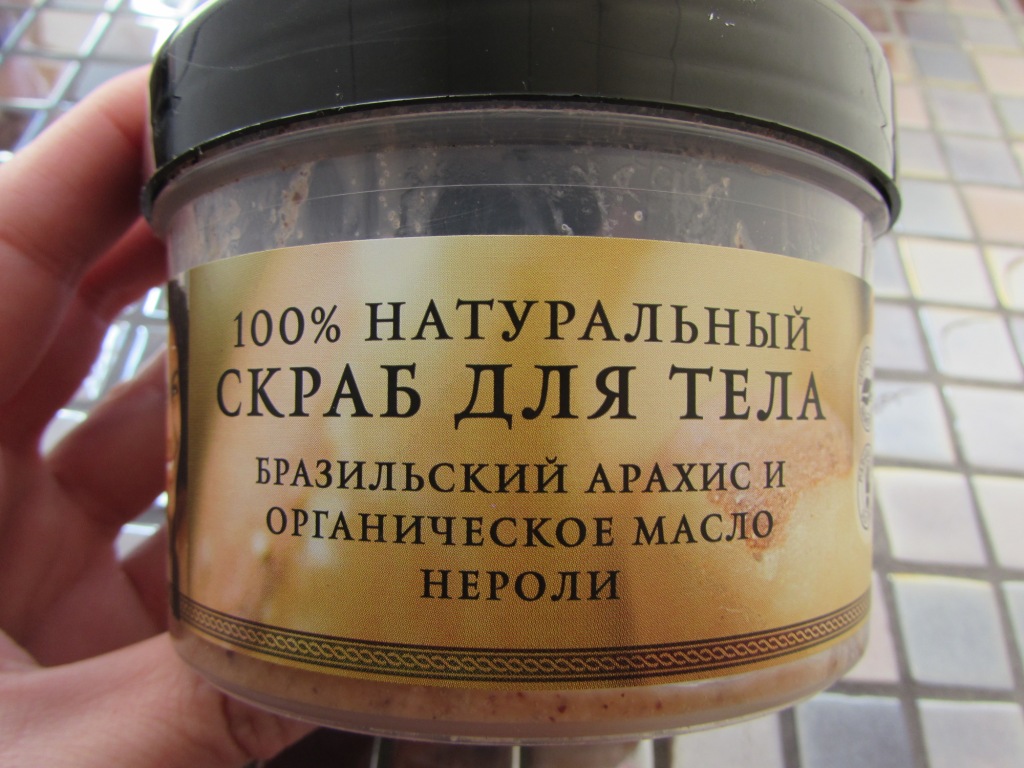 100% НАТУРАЛЬНЫЙ
СКРАБ ДЛЯ ТЕЛА
БРАЗИЛЬСКИЙ АРАХИС И
ОРГАНИЧЕСКОЕ МАСЛО
НЕРОЛИ